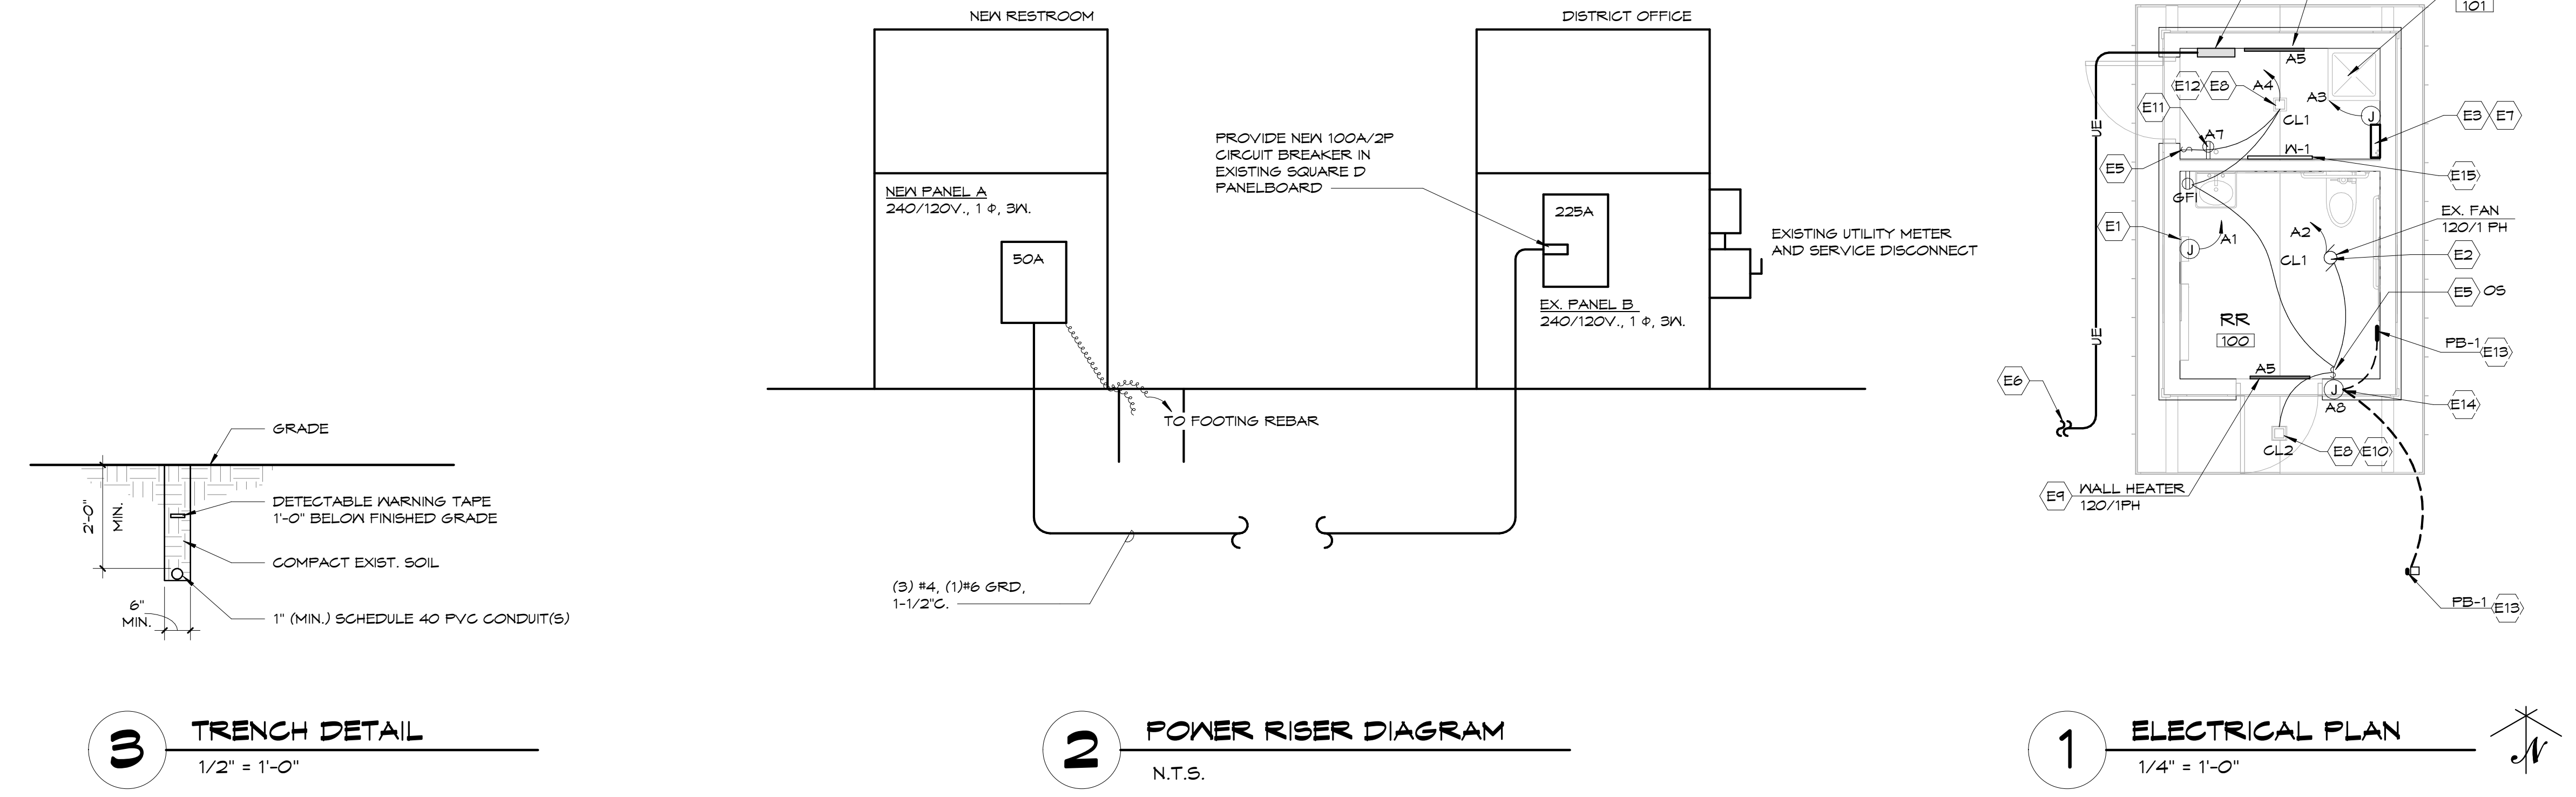 GRADE
DETECTABLE WARNING TAPE
1'-0" BELOW FINISHED GRADE
COMPACT EXIST. SOIL
1" (MIN.) SCHEDULE 40 PVC CONDUIT(S)
2'-0"
MIN.
6"
MIN.
3
TRENCH DETAIL
1/2" = 1'-0"
NEW RESTROOM
DISTRICT OFFICE
PROVIDE NEW 100A/2P
CIRCUIT BREAKER IN
EXISTING SQUARE D
PANELBOARD
NEW PANEL A
240/120V., 1 Φ, 3W.
50A
225A
EX. PANEL B
240/120V., 1 Φ, 3W.
EXISTING UTILITY METER
AND SERVICE DISCONNECT
TO FOOTING REBAR
(3) #4, (1)#6 GRD,
1-1/2"C.
2
POWER RISER DIAGRAM
N.T.S.
101
A5
E12
E8
A4
A3
E11
CL1
J
E3
E7
UE
A7
W-1
E5
E15
GFI
EX. FAN
120/1 PH
E1
A1
A2
J
CL1
E2
E5
OS
RR
100
UE
PB-1
E13
E6
A5
J
A8
E14
CL2
E8
E10
E9
WALL HEATER
120/1PH
PB-1
E13
1
ELECTRICAL PLAN
1/4" = 1'-0"
N